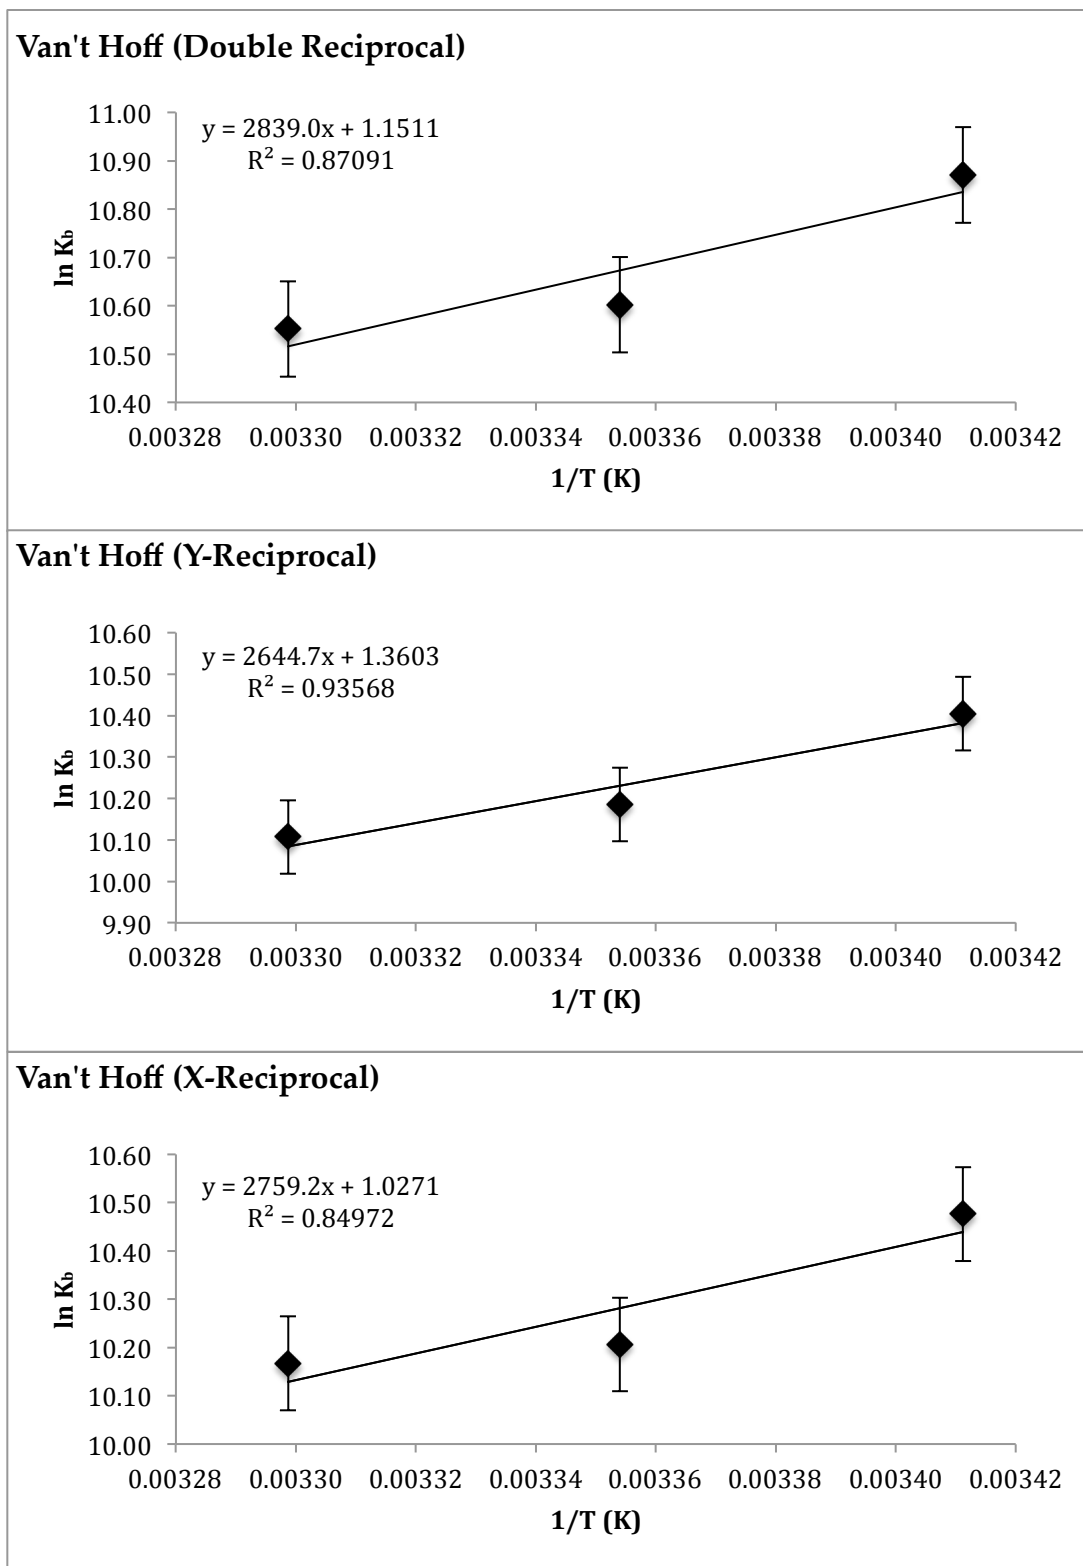 Van't Hoff (Double Reciprocal)
y = 2839.0x + 1.1511
R² = 0.87091
11.00
10.90
10.80
10.70
10.60
10.50
10.40
ln Kb
0.00328 0.00330 0.00332 0.00334 0.00336 0.00338 0.00340 0.00342
1/T (K)
Van't Hoff (Y-Reciprocal)
y = 2644.7x + 1.3603
R² = 0.93568
10.60
10.50
10.40
10.30
10.20
10.10
10.00
9.90
ln Kb
0.00328 0.00330 0.00332 0.00334 0.00336 0.00338 0.00340 0.00342
1/T (K)
Van't Hoff (X-Reciprocal)
y = 2759.2x + 1.0271
R² = 0.84972
10.60
10.50
10.40
10.30
10.20
10.10
10.00
ln Kb
0.00328 0.00330 0.00332 0.00334 0.00336 0.00338 0.00340 0.00342
1/T (K)